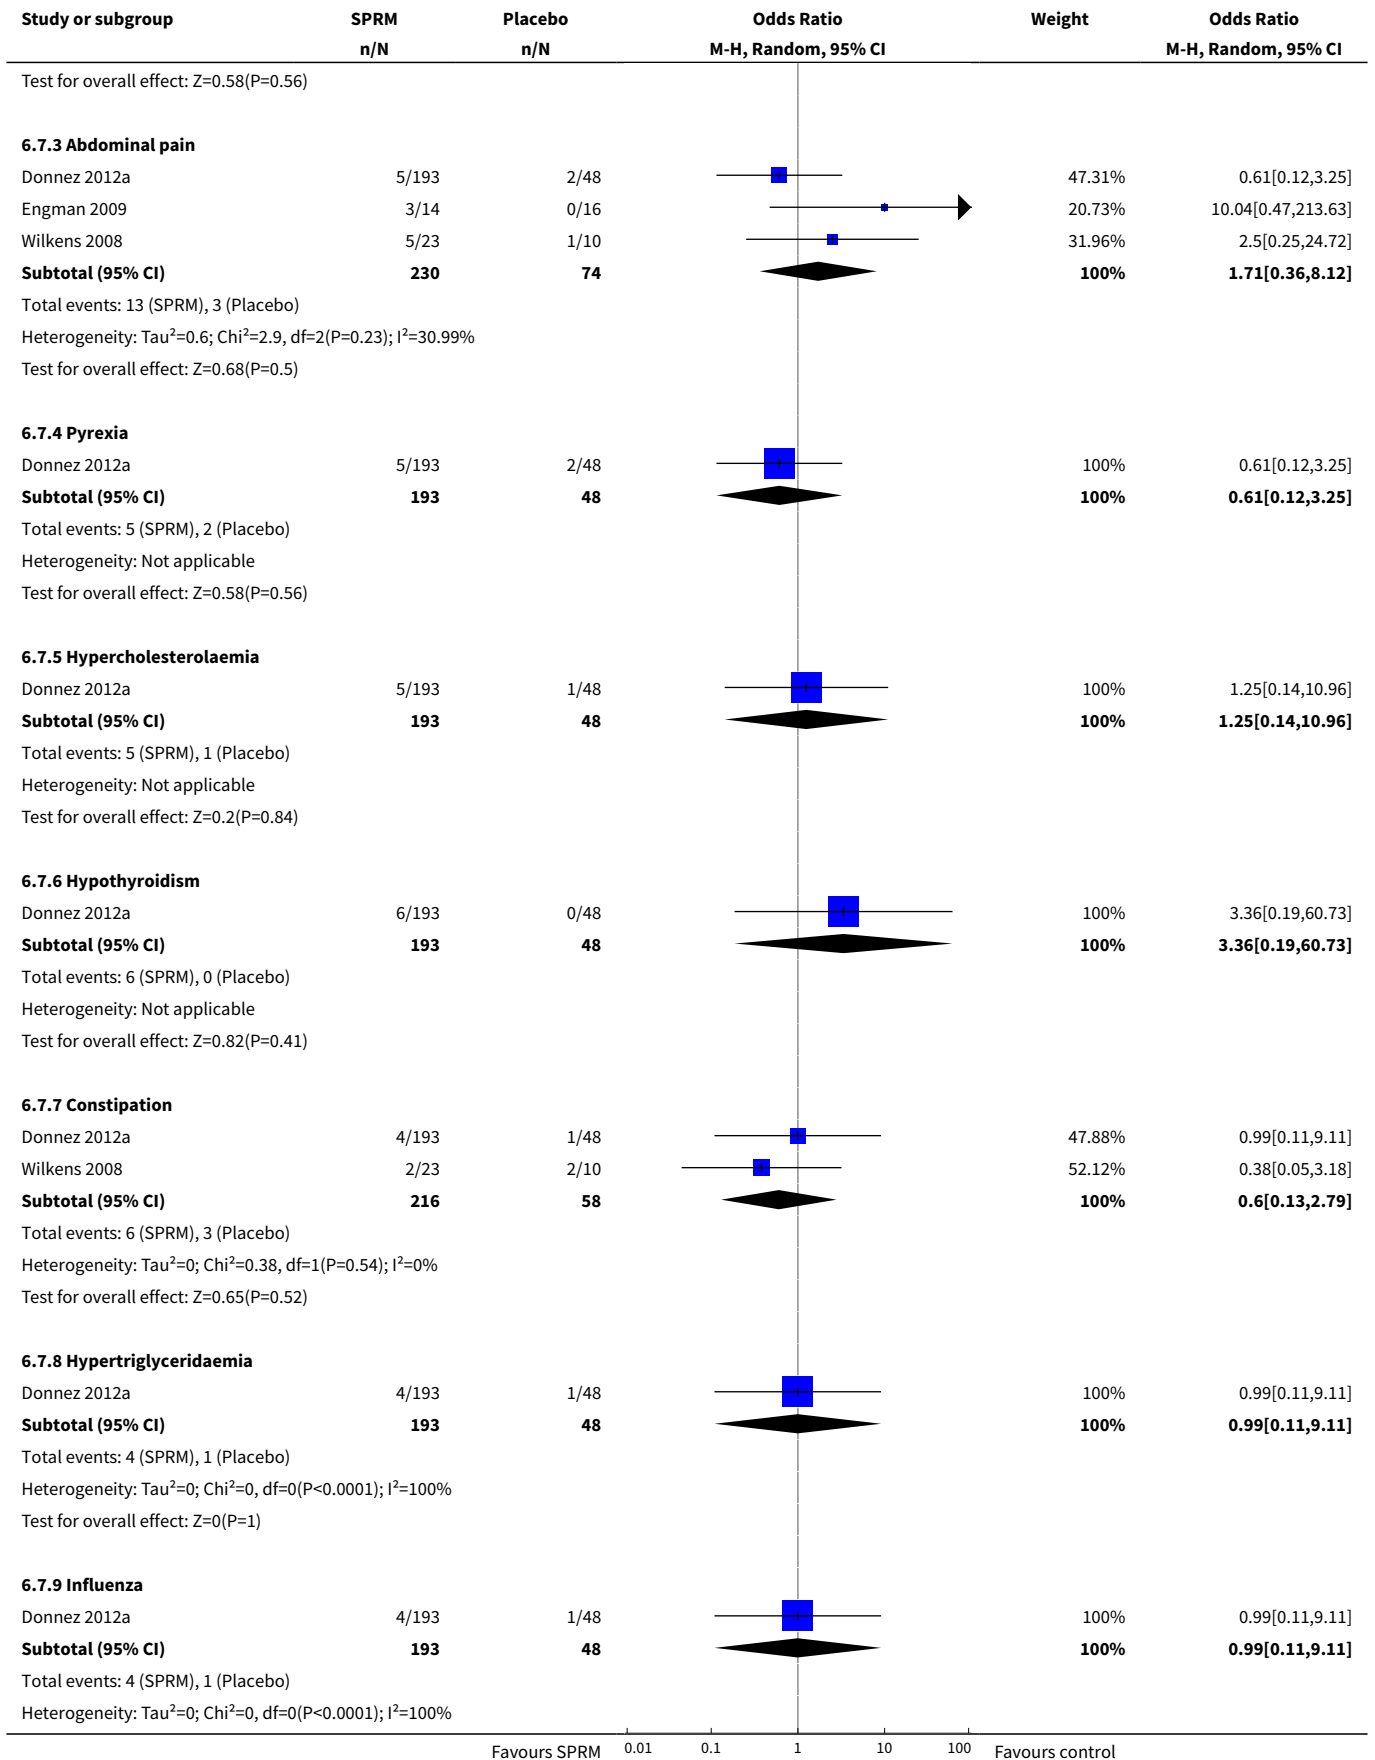 Study or subgroup SPRM Placebo Odds Ratio Weight Odds Ratio
n/N n/N M-H, Random, 95% CI M-H, Random, 95% CI
Test for overall effect: Z=0.58(P=0.56)
6.7.3 Abdominal pain
Donnez 2012a 5/193 2/48 47.31% 0.61[0.12,3.25]
Engman 2009 3/14 0/16 20.73% 10.04[0.47,213.63]
Wilkens 2008 5/23 1/10 31.96% 2.5[0.25,24.72]
Subtotal (95% CI) 230 74 100% 1.71[0.36,8.12]
Total events: 13 (SPRM), 3 (Placebo)
Heterogeneity: Tau²=0.6; Chi²=2.9, df=2(P=0.23); I²=30.99%
Test for overall effect: Z=0.68(P=0.5)
6.7.4 Pyrexia
Donnez 2012a 5/193 2/48 100% 0.61[0.12,3.25]
Subtotal (95% CI) 193 48 100% 0.61[0.12,3.25]
Total events: 5 (SPRM), 2 (Placebo)
Heterogeneity: Not applicable
Test for overall effect: Z=0.58(P=0.56)
6.7.5 Hypercholesterolaemia
Donnez 2012a 5/193 1/48 100% 1.25[0.14,10.96]
Subtotal (95% CI) 193 48 100% 1.25[0.14,10.96]
Total events: 5 (SPRM), 1 (Placebo)
Heterogeneity: Not applicable
Test for overall effect: Z=0.2(P=0.84)
6.7.6 Hypothyroidism
Donnez 2012a 6/193 0/48 100% 3.36[0.19,60.73]
Subtotal (95% CI) 193 48 100% 3.36[0.19,60.73]
Total events: 6 (SPRM), 0 (Placebo)
Heterogeneity: Not applicable
Test for overall effect: Z=0.82(P=0.41)
6.7.7 Constipation
Donnez 2012a 4/193 1/48 47.88% 0.99[0.11,9.11]
Wilkens 2008 2/23 2/10 52.12% 0.38[0.05,3.18]
Subtotal (95% CI) 216 58 100% 0.6[0.13,2.79]
Total events: 6 (SPRM), 3 (Placebo)
Heterogeneity: Tau²=0; Chi²=0.38, df=1(P=0.54); I²=0%
Test for overall effect: Z=0.65(P=0.52)
6.7.8 Hypertriglyceridaemia
Donnez 2012a 4/193 1/48 100% 0.99[0.11,9.11]
Subtotal (95% CI) 193 48 100% 0.99[0.11,9.11]
Total events: 4 (SPRM), 1 (Placebo)
Heterogeneity: Tau²=0; Chi²=0, df=0(P<0.0001); I²=100%
Test for overall effect: Z=0(P=1)
6.7.9 Influenza
Donnez 2012a 4/193 1/48 100% 0.99[0.11,9.11]
Subtotal (95% CI) 193 48 100% 0.99[0.11,9.11]
Total events: 4 (SPRM), 1 (Placebo)
Heterogeneity: Tau²=0; Chi²=0, df=0(P<0.0001); I²=100%
Favours SPRM 0.01 0.1 1 10 100 Favours control